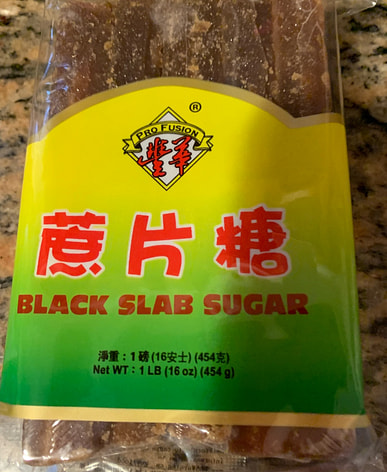 ®
PRO FUSION
豐華
蔗片糖
BLACK SLAB SUGAR
淨重：1 磅 (16安士) (454克)
Net WT：1 LB (16 oz) (454 g)